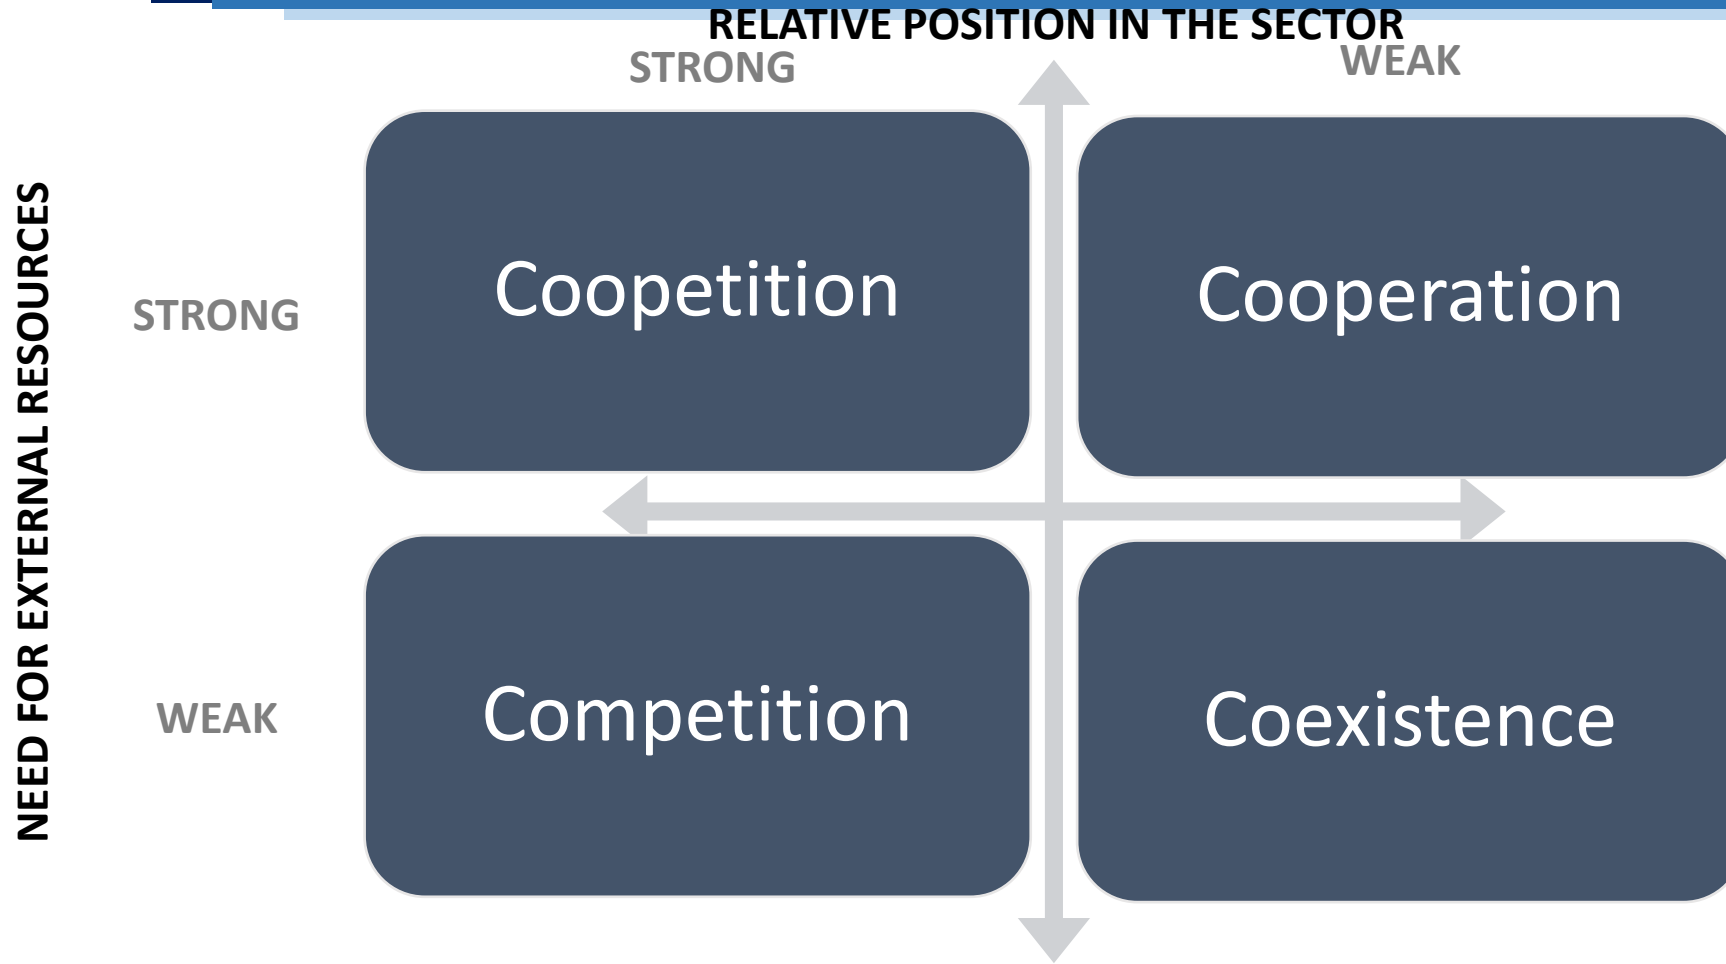 RELATIVE POSITION IN THE SECTOR
STRONG
WEAK
NEED FOR EXTERNAL RESOURCES
STRONG
Coopetition
Cooperation
WEAK
Competition
Coexistence